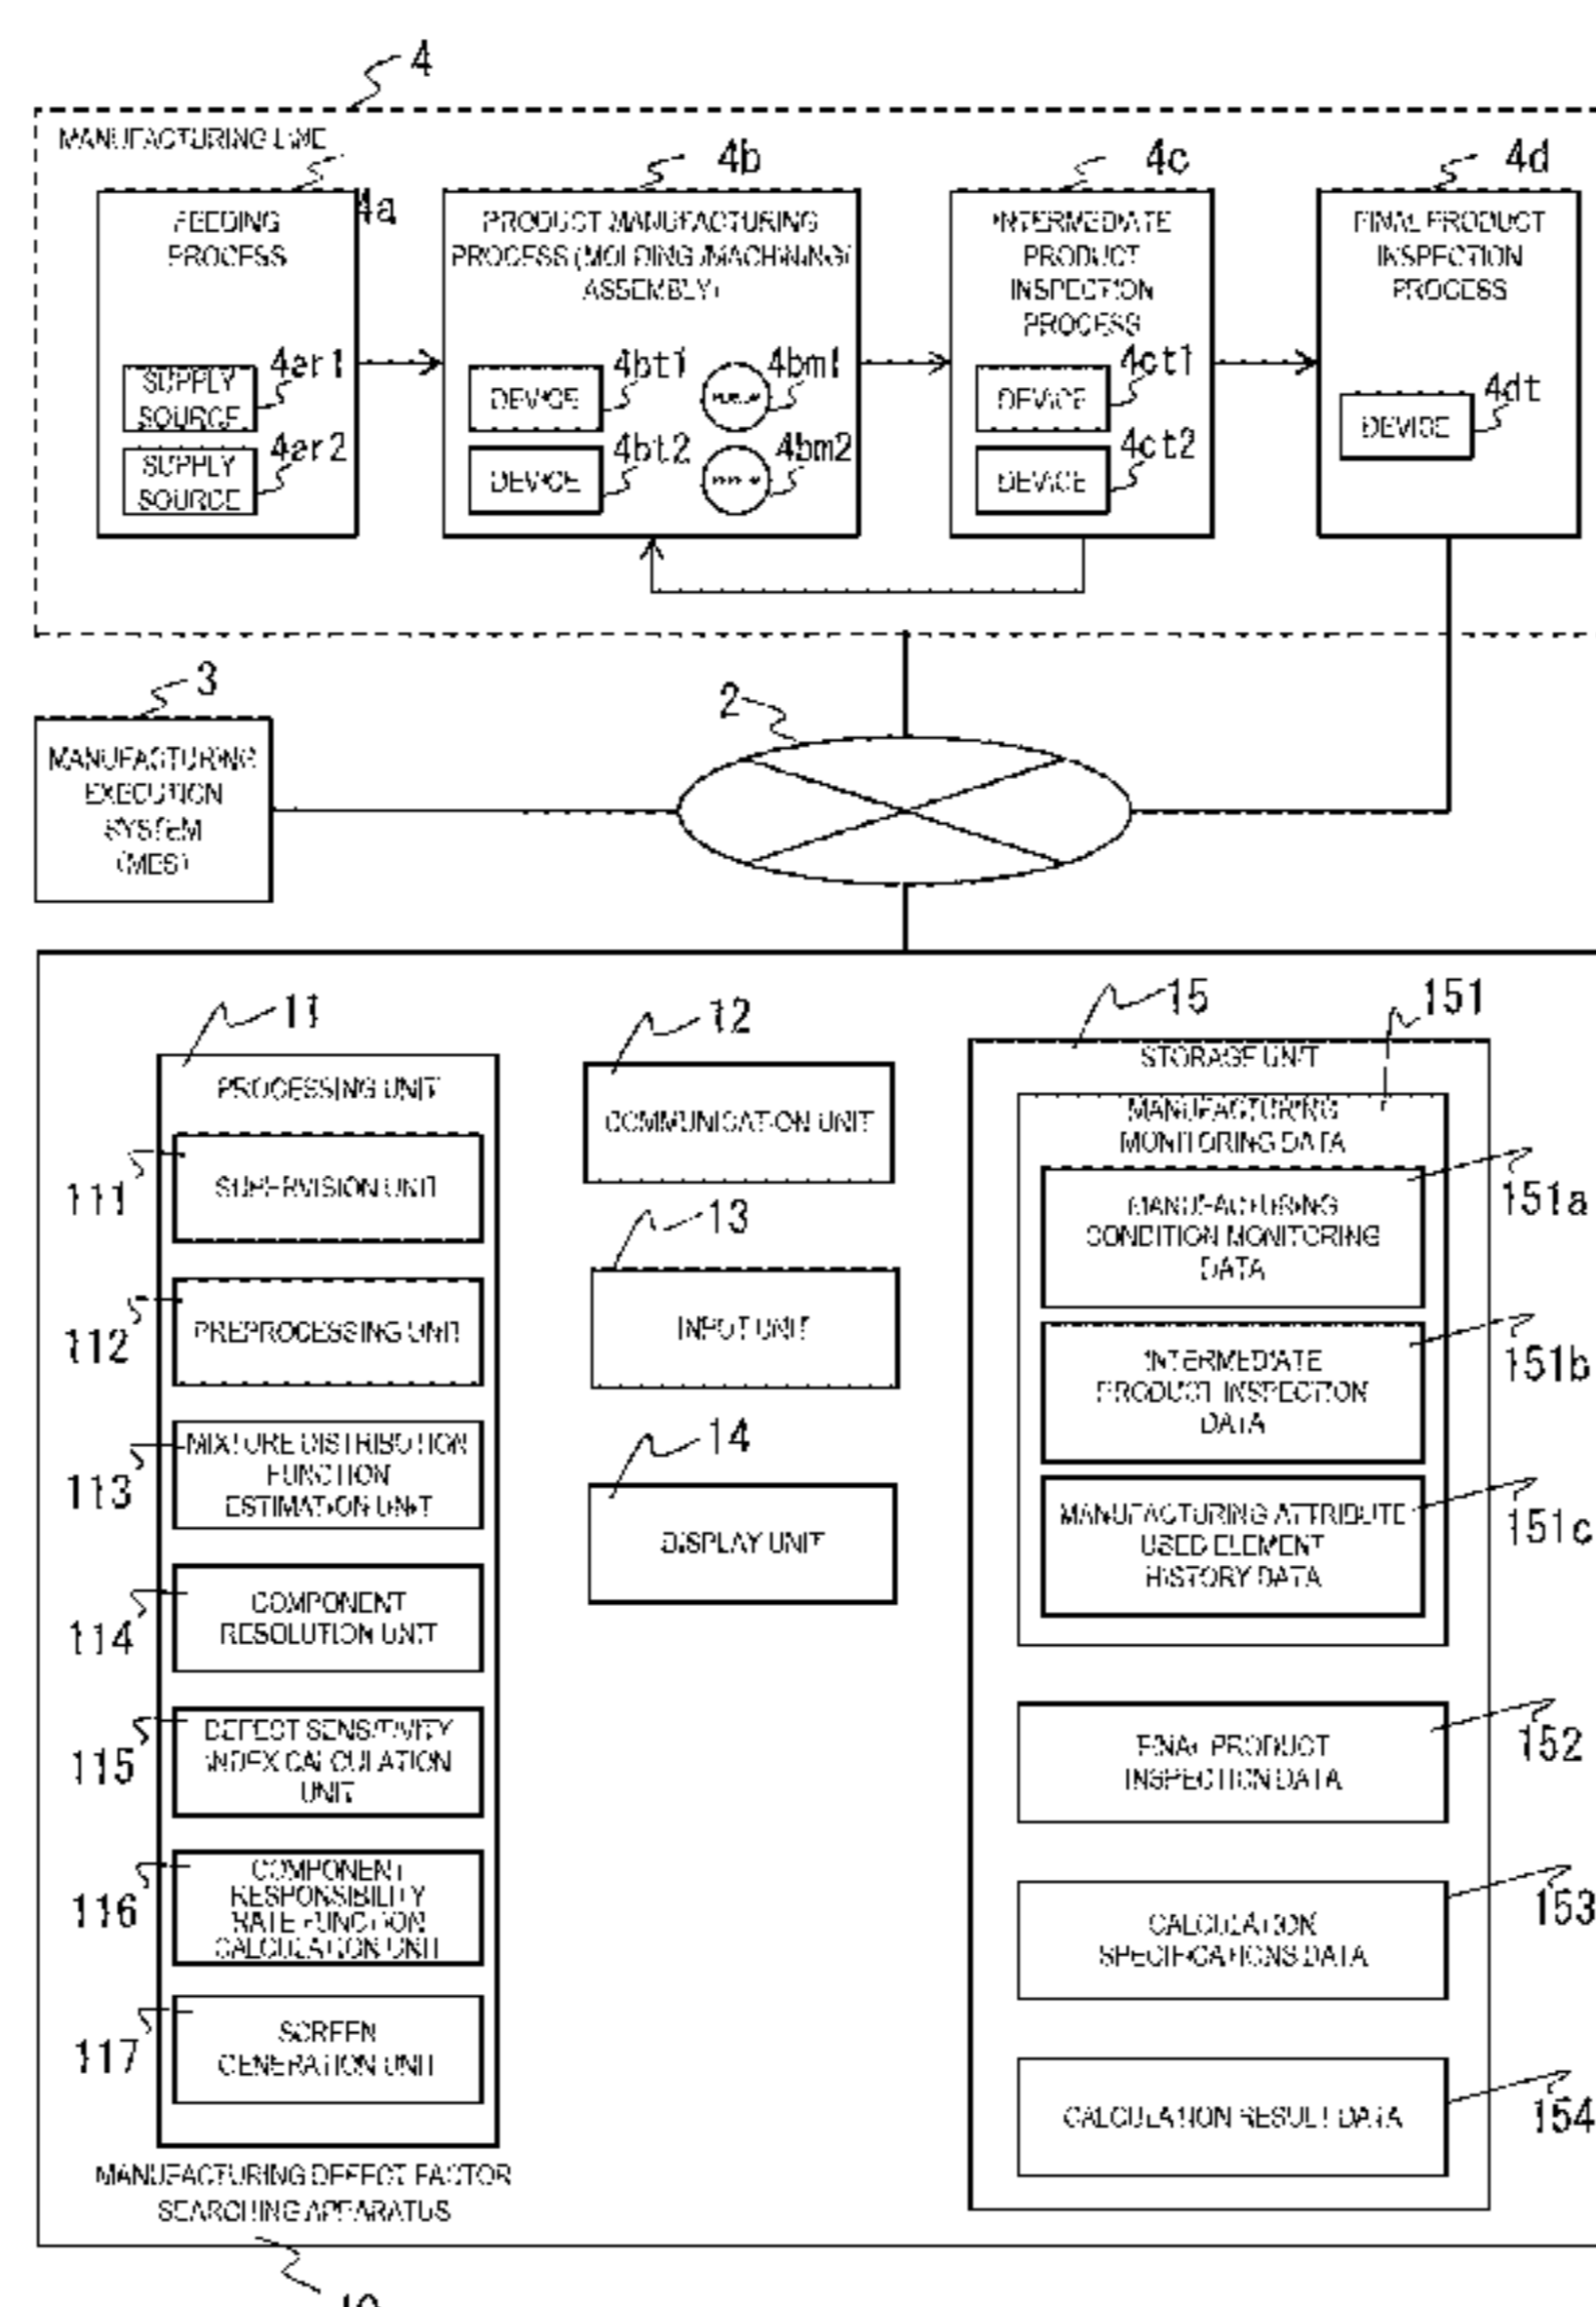 4
MANUFACTURING LINE
4a
4b
4c
4d
FEEDING
PROCESS
PRODUCT MANUFACTURING
PROCESS (MOLDING/MACHINING/
ASSEMBLY)
INTERMEDIATE
PRODUCT
INSPECTION
PROCESS
FINAL PRODUCT
INSPECTION
PROCESS
SUPPLY
SOURCE
4ar1
SUPPLY
SOURCE
4ar2
DEVICE
4bt1
4bm1
DEVICE
4bt2
4bm2
DEVICE
4ct1
DEVICE
4ct2
DEVICE
4dt
3
2
MANUFACTURING
EXECUTION
SYSTEM
(MES)
11
PROCESSING UNIT
111
SUPERVISION UNIT
112
PREPROCESSING UNIT
113
MIXTURE DISTRIBUTION
FUNCTION
ESTIMATION UNIT
114
COMPONENT
RESOLUTION UNIT
115
DEFECT SENSITIVITY
INDEX CALCULATION
UNIT
116
COMPONENT
RESPONSIBILITY
RATE FUNCTION
CALCULATION UNIT
117
SCREEN
GENERATION UNIT
12
COMMUNICATION UNIT
13
INPUT UNIT
14
DISPLAY UNIT
15
STORAGE UNIT
151
MANUFACTURING
MONITORING DATA
151a
MANUFACTURING
CONDITION MONITORING
DATA
151b
INTERMEDIATE
PRODUCT INSPECTION
DATA
151c
MANUFACTURING ATTRIBUTE
USED ELEMENT
HISTORY DATA
152
FINAL PRODUCT
INSPECTION DATA
153
CALCULATION
SPECIFICATIONS DATA
154
CALCULATION RESULT DATA
MANUFACTURING DEFECT FACTOR
SEARCHING APPARATUS